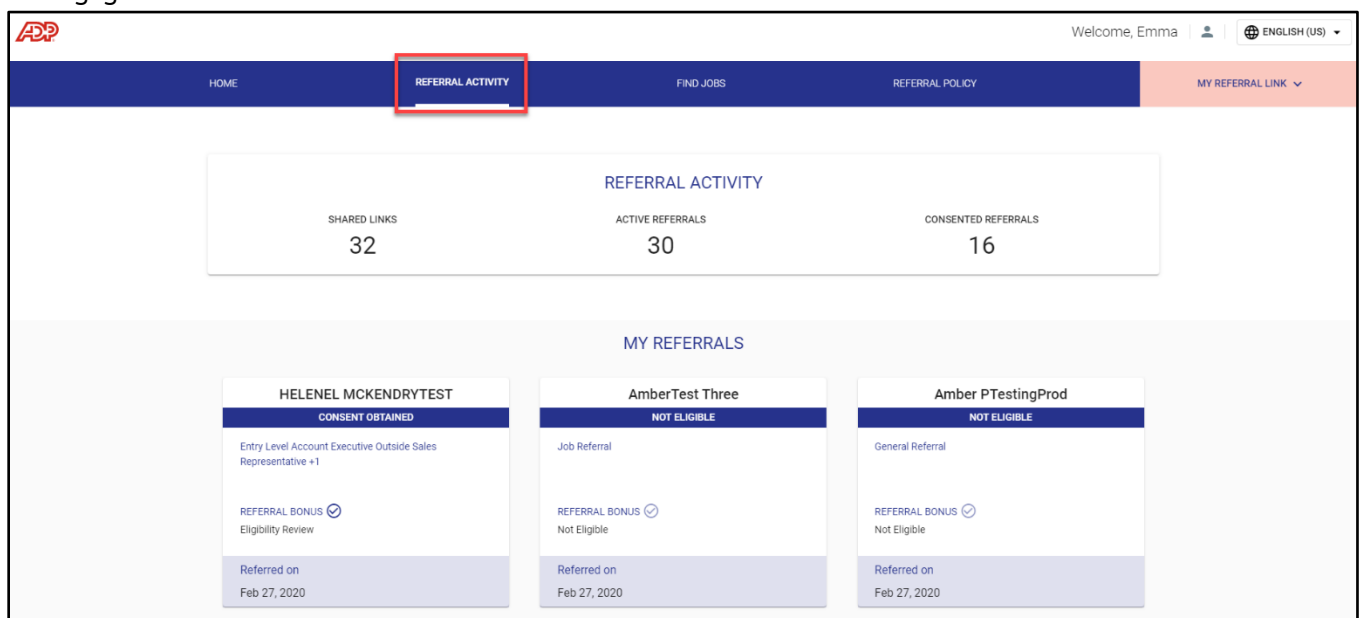 ADP
Welcome, Emma
ENGLISH (US)
HOME
REFERRAL ACTIVITY
FIND JOBS
REFERRAL POLICY
MY REFERRAL LINK
REFERRAL ACTIVITY
SHARED LINKS
ACTIVE REFERRALS
CONSENTED REFERRALS
32
30
16
MY REFERRALS
HELENEL MCKENDRYTEST
CONSENT OBTAINED
Entry Level Account Executive Outside Sales
Representative +1
REFERRAL BONUS
Eligibility Review
Referred on
Feb 27, 2020
AmberTest Three
NOT ELIGIBLE
Job Referral
REFERRAL BONUS
Not Eligible
Referred on
Feb 27, 2020
Amber PTestingProd
NOT ELIGIBLE
General Referral
REFERRAL BONUS
Not Eligible
Referred on
Feb 27, 2020